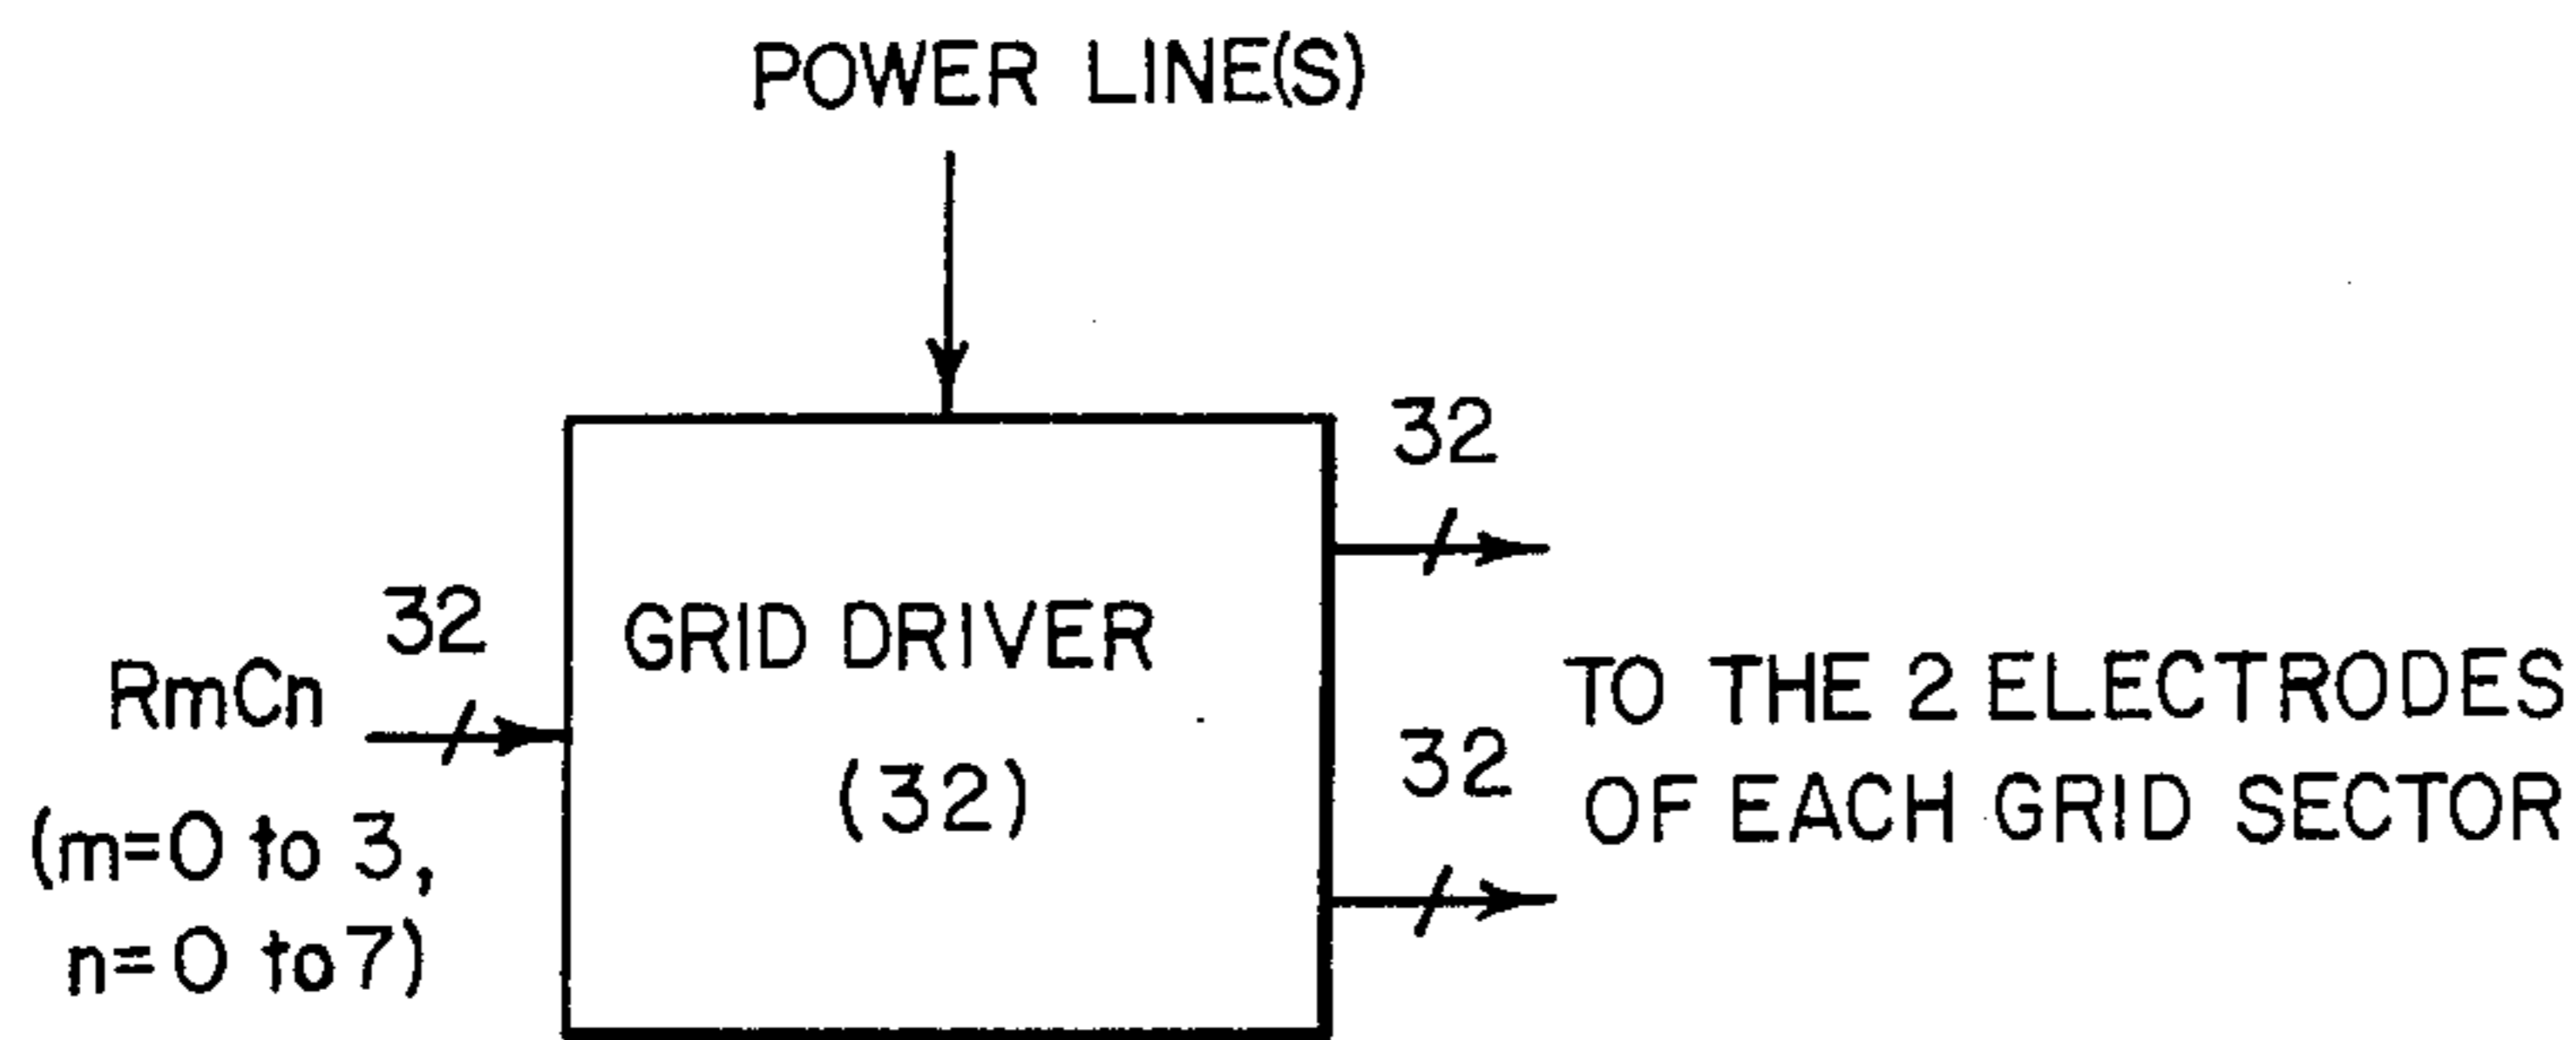 POWER LINE(S)
32
32
RmCn
GRID DRIVER
(32)
32
TO THE 2 ELECTRODES
OF EACH GRID SECTOR
(m=0 to 3,
n=0 to 7)